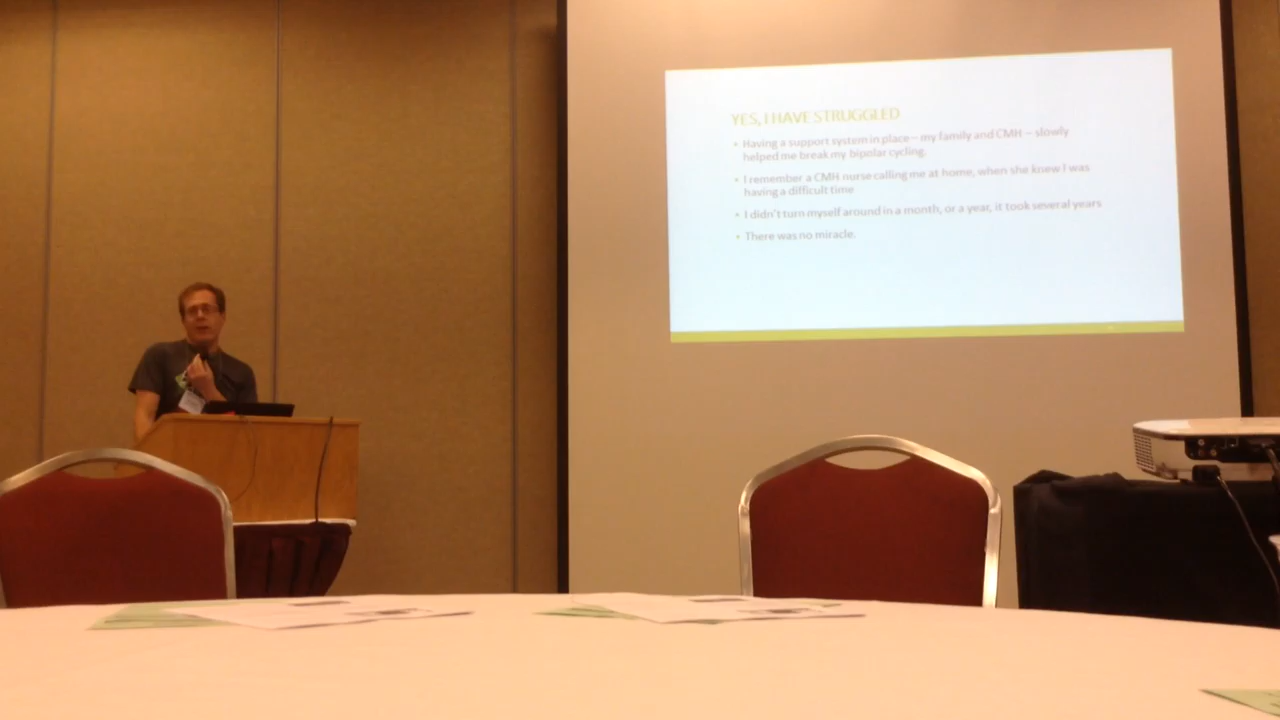 YES, I HAVE STRUGGLED
• Having a support system in place – my family and CMH – slowly
helped me break my bipolar cycling.
• I remember a CMH nurse calling me at home, when she knew I was
having a difficult time
• I didn't turn myself around in a month, or a year, it took several years
• There was no miracle.